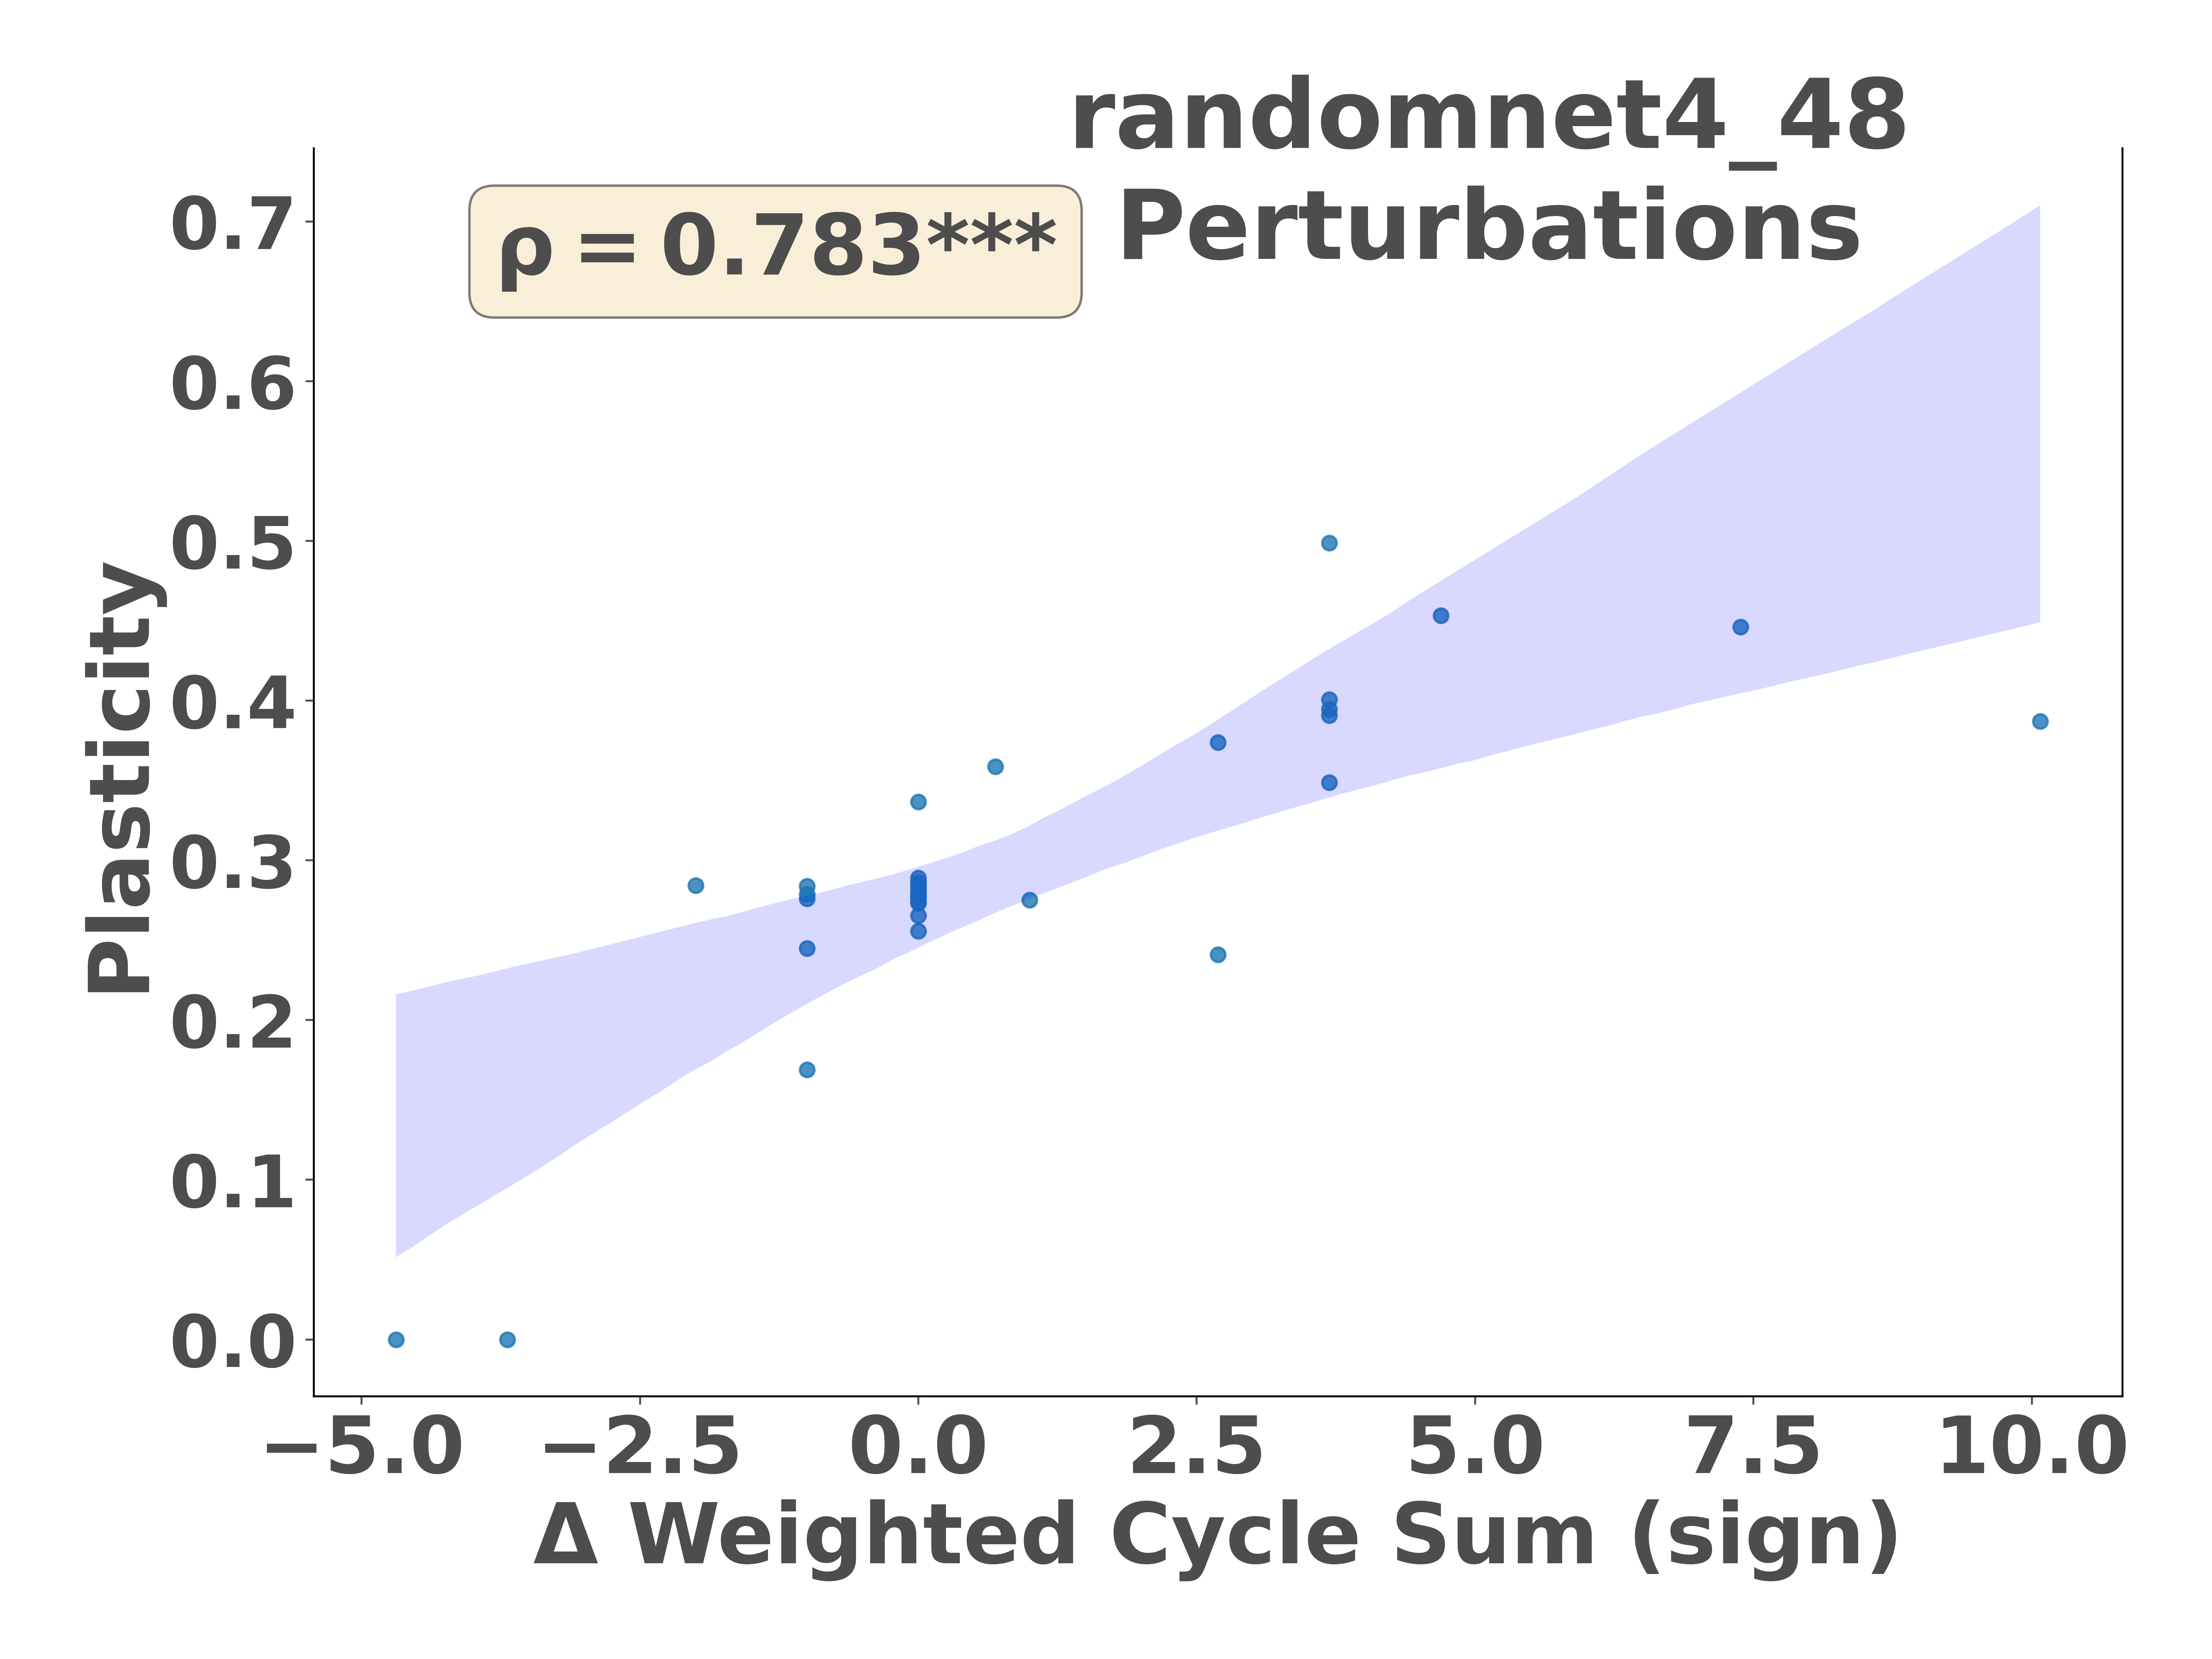 randomnet4_48
Perturbations
ρ = 0.783***
Plasticity
0.7
0.6
0.5
0.4
0.3
0.2
0.1
0.0
−5.0 −2.5 0.0 2.5 5.0 7.5 10.0
Δ Weighted Cycle Sum (sign)